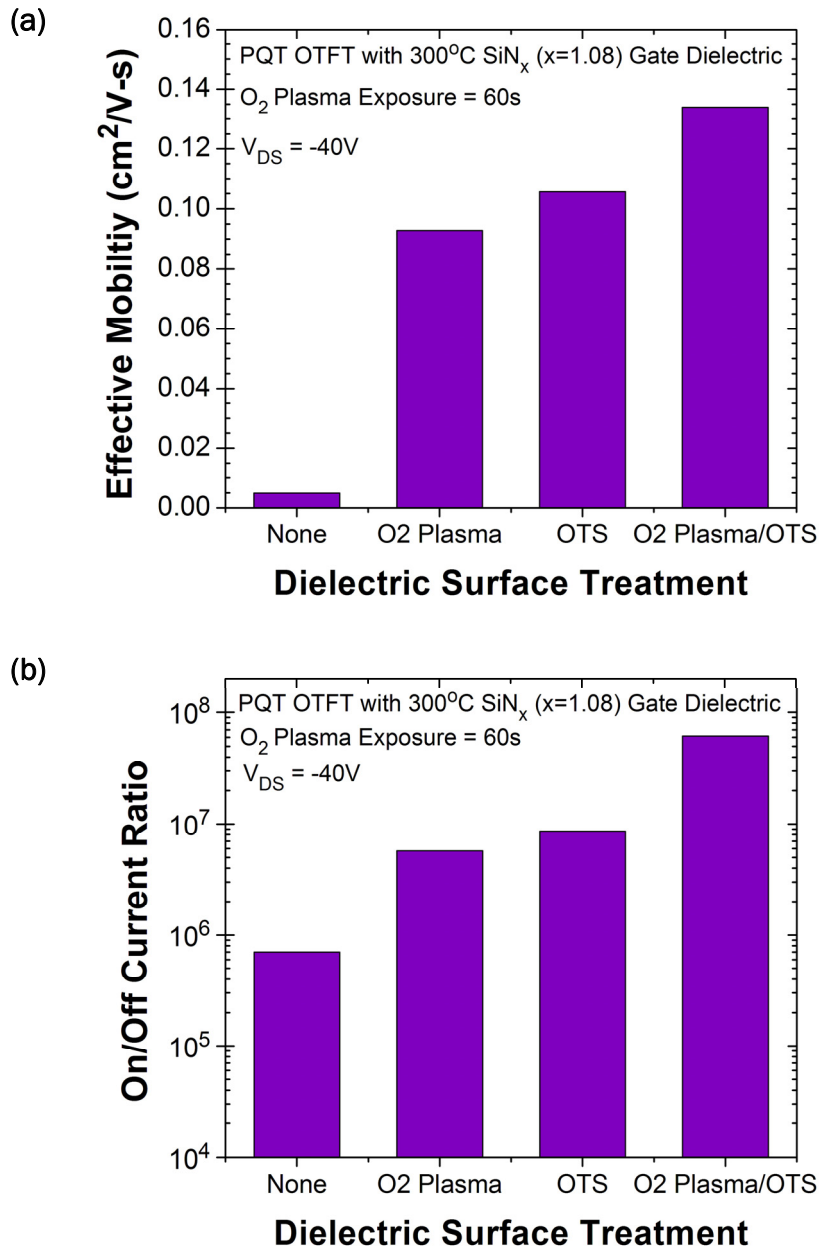 (a)
0.16
0.14
0.12
0.10
0.08
0.06
0.04
0.02
0.00
Effective Mobiltiy (cm²/V-s)
PQT OTFT with 300°C SiNₓ (x=1.08) Gate Dielectric
O₂ Plasma Exposure = 60s
V_DS = -40V
None O2 Plasma OTS O2 Plasma/OTS
Dielectric Surface Treatment
(b)
10⁸
10⁷
10⁶
10⁵
10⁴
On/Off Current Ratio
PQT OTFT with 300°C SiNₓ (x=1.08) Gate Dielectric
O₂ Plasma Exposure = 60s
V_DS = -40V
None O2 Plasma OTS O2 Plasma/OTS
Dielectric Surface Treatment